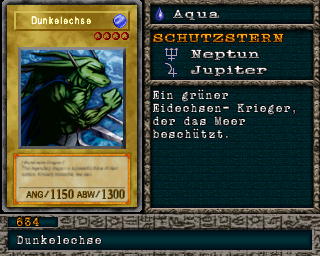 Dunkelechse
ANG/1150 ABW/1300
Aqua
SCHUTZSTERN
Neptun
Jupiter
Ein grüner
Eidechsen- Krieger,
der das Meer
beschützt.
634
Dunkelechse